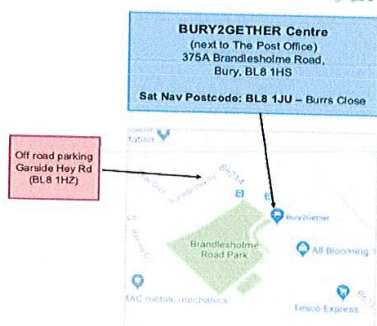 BURY2GETHER Centre
(next to The Post Office)
375A Brandlesholme Road,
Bury, BL8 1HS
Sat Nav Postcode: BL8 1JU – Burrs Close
Off road parking
Garside Hey Rd
(BL8 1HZ)
B6214
Bury2Gether
Brandlesholme
Road Park
All Blooming
MAC mobile mechanics
Tesco Express